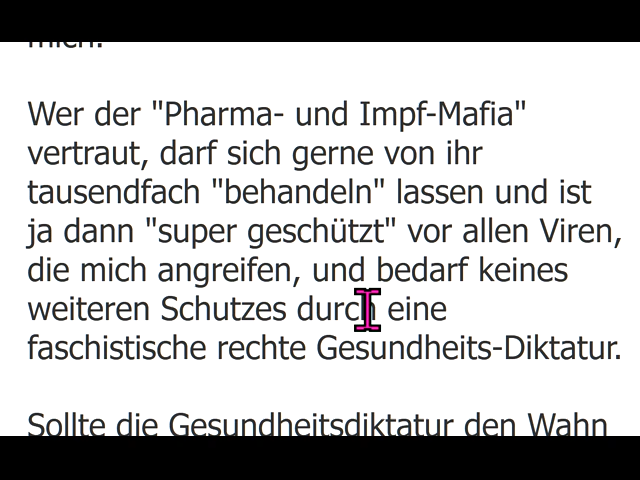 mich.
Wer der "Pharma- und Impf-Mafia"
vertraut, darf sich gerne von ihr
tausendfach "behandeln" lassen und ist
ja dann "super geschützt" vor allen Viren,
die mich angreifen, und bedarf keines
weiteren Schutzes durch eine
faschistische rechte Gesundheits-Diktatur.
Sollte die Gesundheitsdiktatur den Wahn